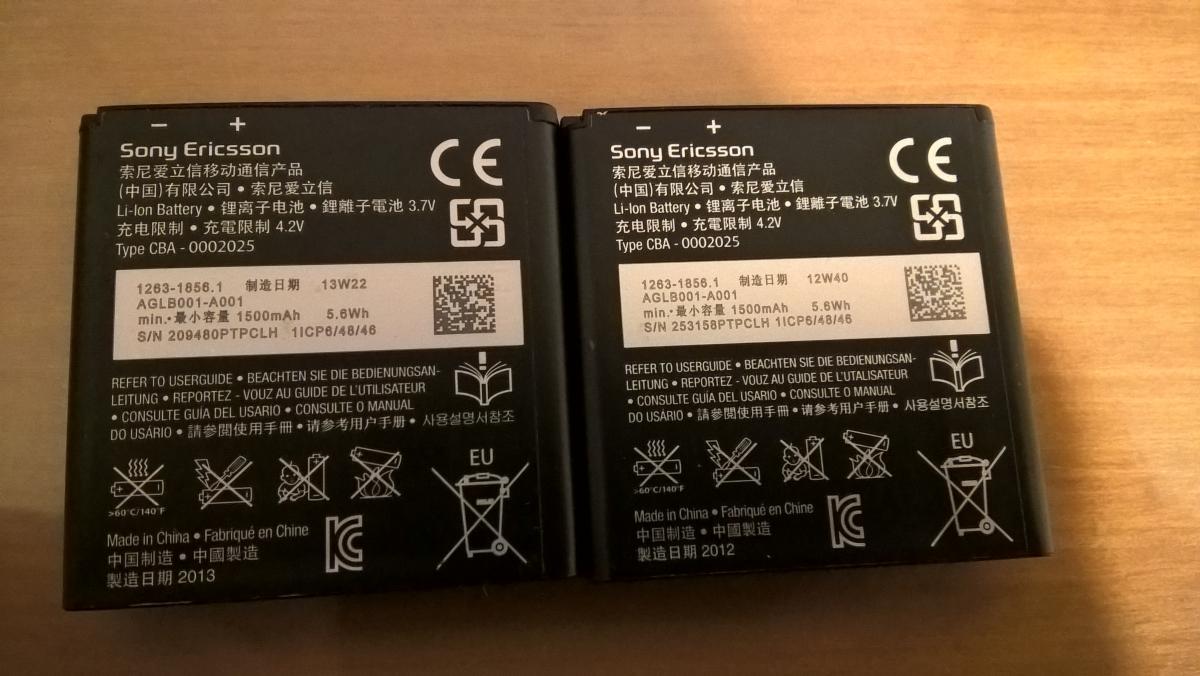 − +
Sony Ericsson
索尼爱立信移动通信产品
(中国)有限公司 • 索尼爱立信
Li-Ion Battery • 锂离子电池 • 鋰離子電池 3.7V
充电限制 • 充電限制 4.2V
Type CBA - 0002025
CE
1263-1856.1 制造日期 13W22
AGLB001-A001
min.•最小容量 1500mAh 5.6Wh
S/N 209480PTPCLH 1ICP6/48/46
REFER TO USERGUIDE • BEACHTEN SIE DIE BEDIENUNGSAN-
LEITUNG • REPORTEZ - VOUZ AU GUIDE DE L'UTILISATEUR
• CONSULTE GUÍA DEL USARIO • CONSULTE O MANUAL
DO USÁRIO • 請參閱使用手冊 • 请参考用户手册 • 사용설명서참조
>60°C/140°F
EU
Made in China • Fabriqué en Chine
中国制造 • 中國製造
製造日期 2013
− +
Sony Ericsson
索尼爱立信移动通信产品
(中国)有限公司 • 索尼爱立信
Li-Ion Battery • 锂离子电池 • 鋰離子電池 3.7V
充电限制 • 充電限制 4.2V
Type CBA - 0002025
CE
1263-1856.1 制造日期 12W40
AGLB001-A001
min.•最小容量 1500mAh 5.6Wh
S/N 253158PTPCLH 1ICP6/48/46
REFER TO USERGUIDE • BEACHTEN SIE DIE BEDIENUNGSAN-
LEITUNG • REPORTEZ - VOUZ AU GUIDE DE L'UTILISATEUR
• CONSULTE GUÍA DEL USARIO • CONSULTE O MANUAL
DO USÁRIO • 請參閱使用手冊 • 请参考用户手册 • 사용설명서참조
>60°C/140°F
EU
Made in China • Fabriqué en Chine
中国制造 • 中國製造
製造日期 2012